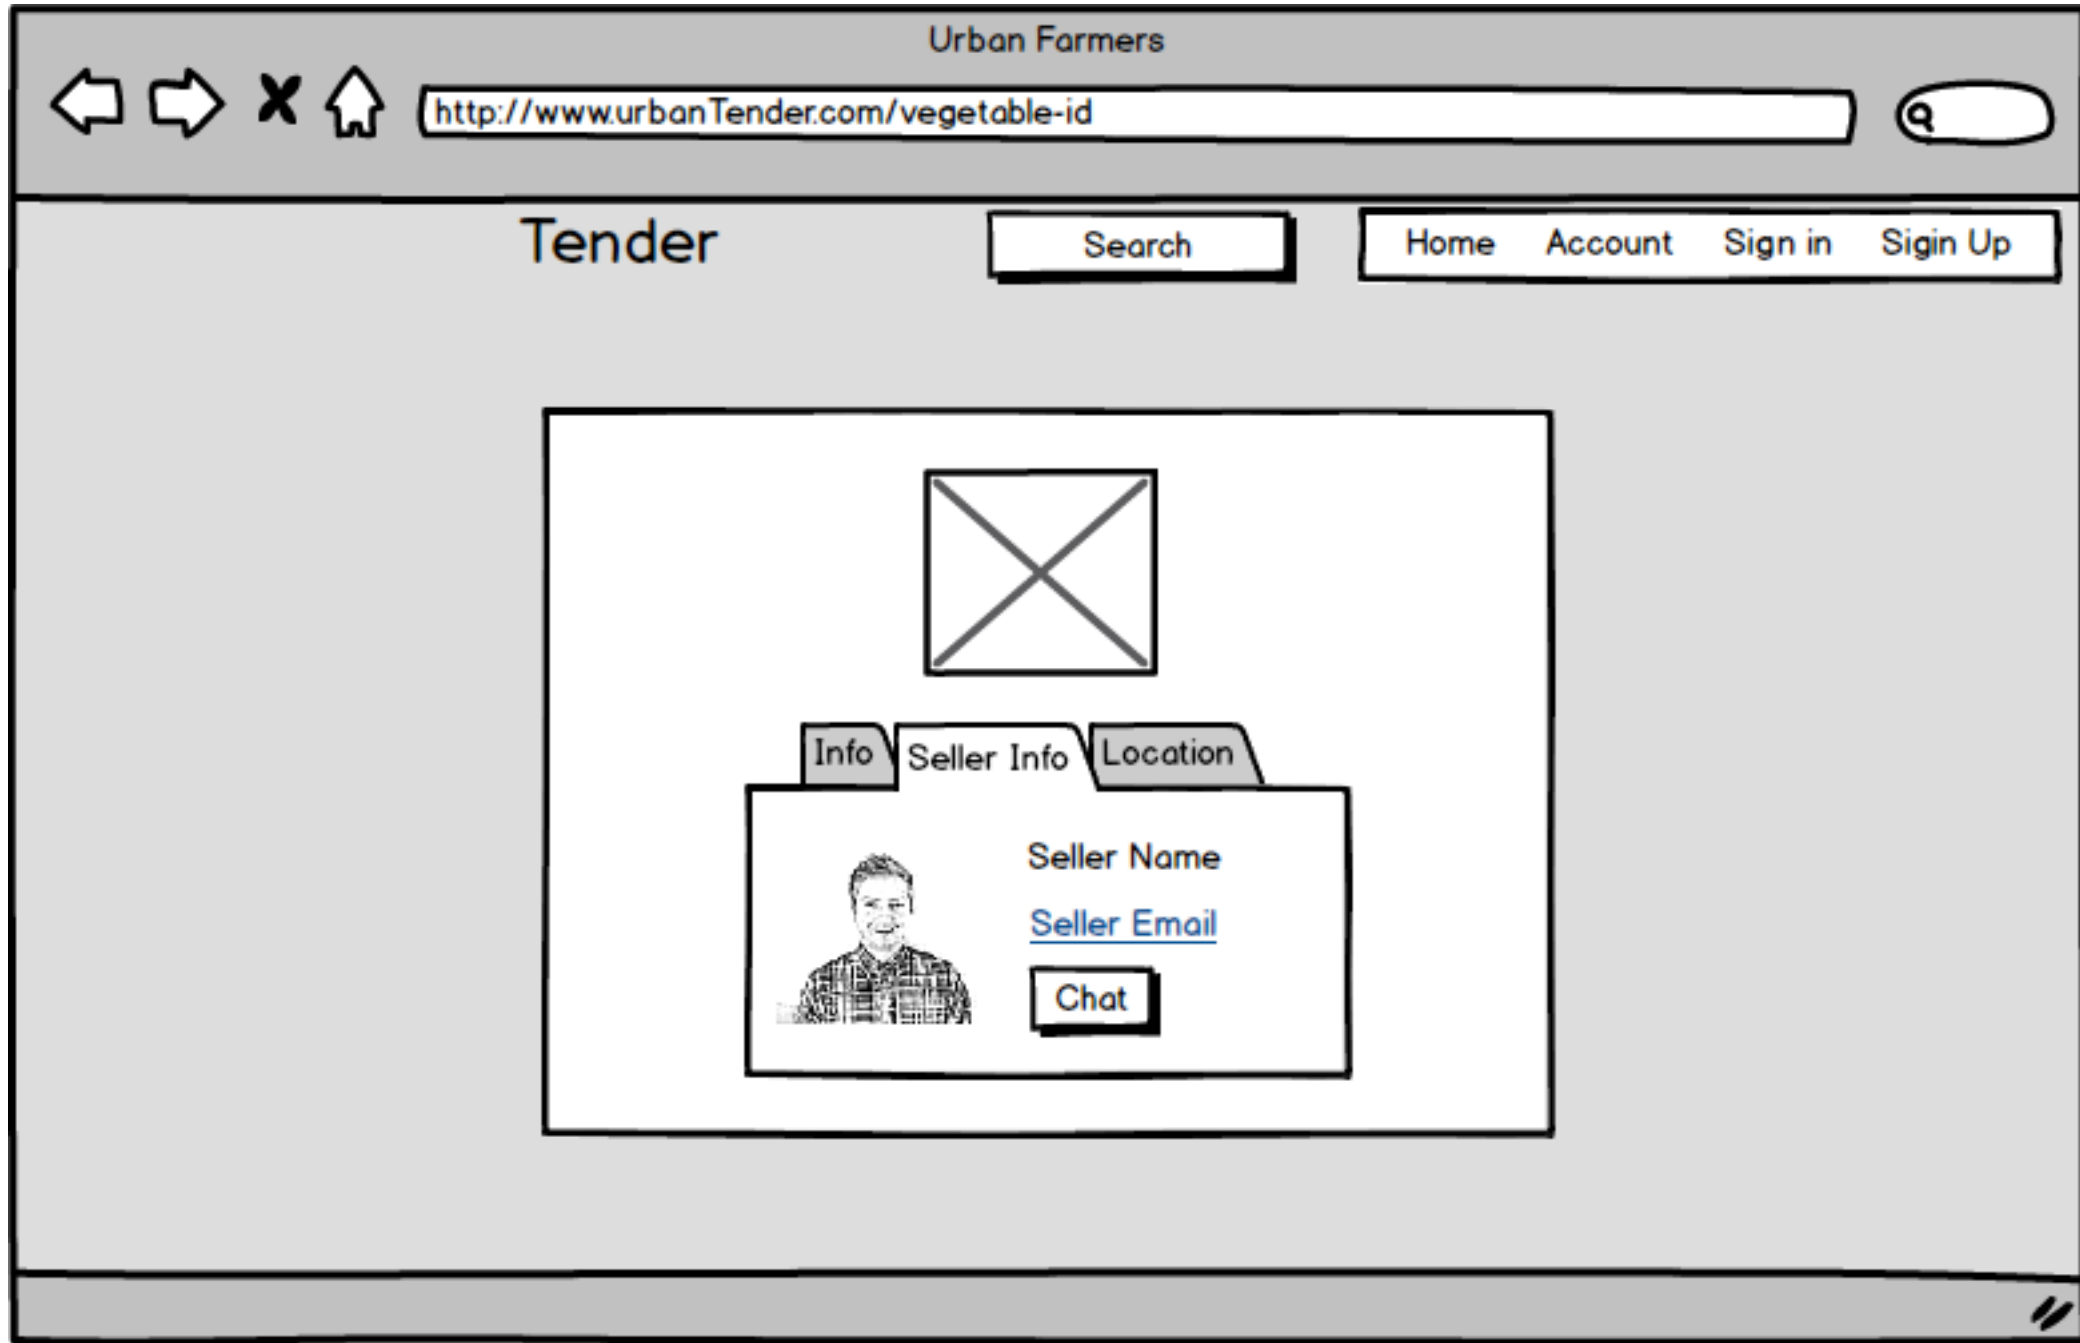 Urban Farmers
http://www.urbanTender.com/vegetable-id
Tender
Search
Home Account Sign in Sigin Up
Info Seller Info Location
Seller Name
Seller Email
Chat